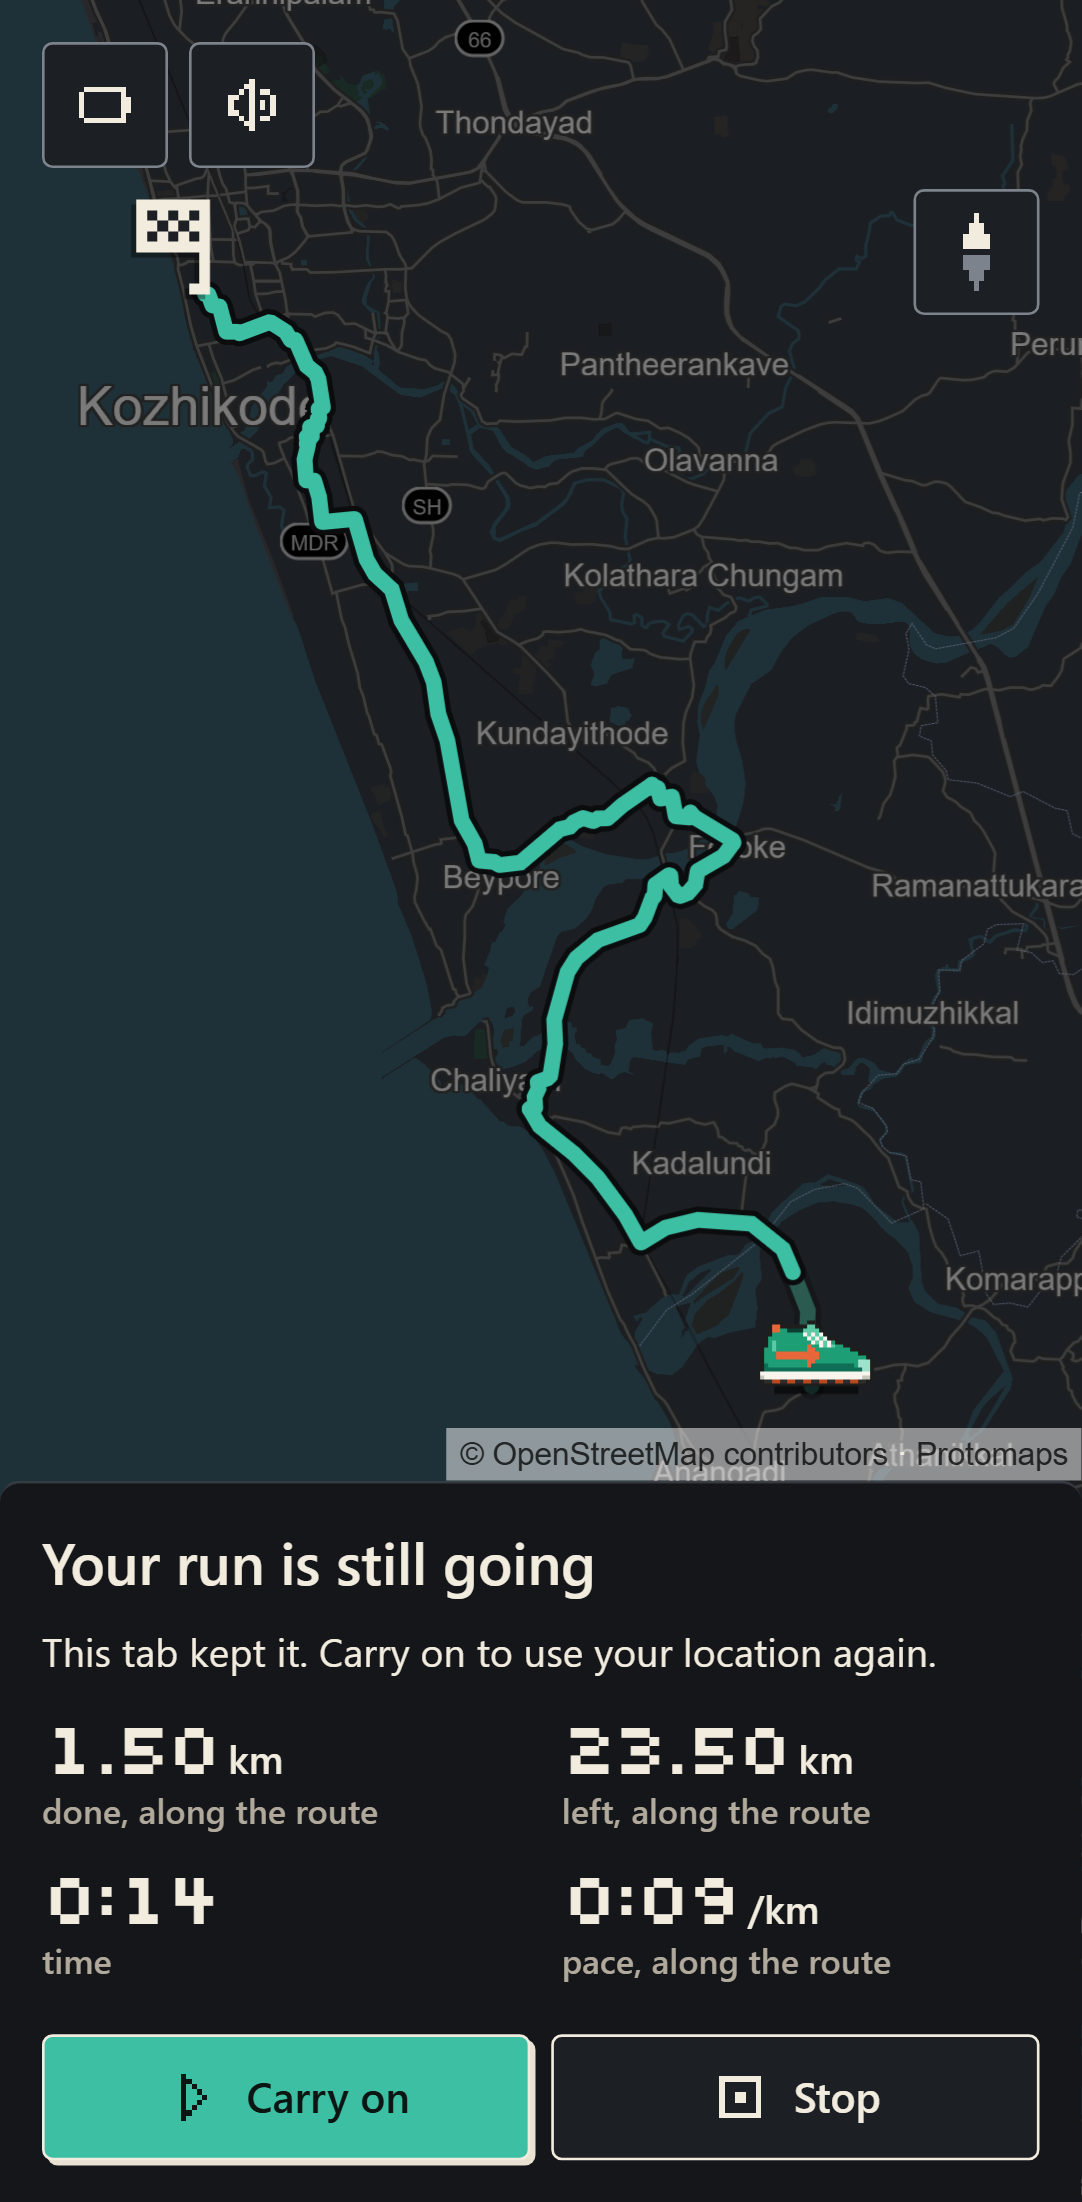 66
Thondayad
Pantheerankave
Olavanna
SH
MDR
Kolathara Chungam
Kundayithode
Beypore
Ramanattukara
Idimuzhikkal
Kadalundi
© OpenStreetMap contributors · Protomaps
Anangadi
Your run is still going
This tab kept it. Carry on to use your location again.
1.50 km
23.50 km
done, along the route
left, along the route
0:14
0:09 /km
time
pace, along the route
Carry on
Stop